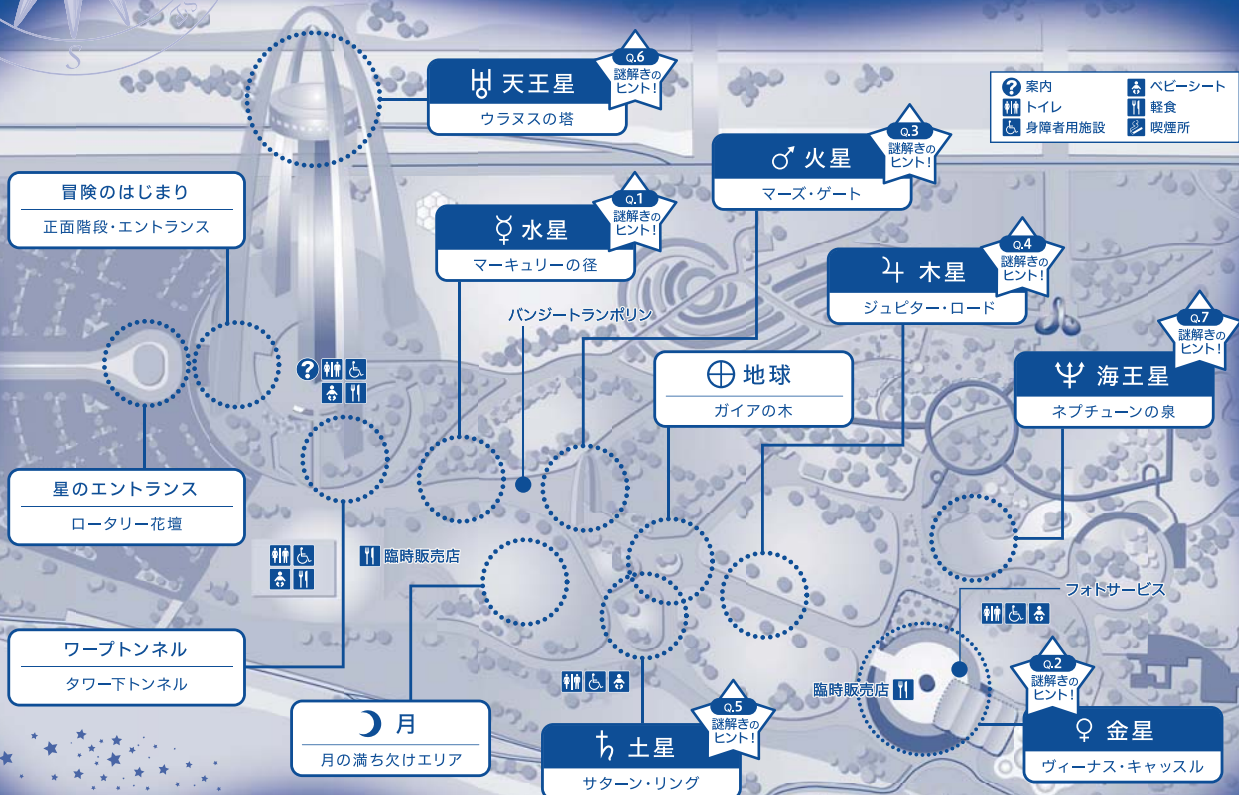 S
Q.6
謎解きの
ヒント!
♅ 天王星
ウラヌスの塔
案内
ベビーシート
トイレ
軽食
身障者用施設
喫煙所
Q.3
謎解きの
ヒント!
♂ 火星
マーズ・ゲート
冒険のはじまり
正面階段・エントランス
Q.1
謎解きの
ヒント!
☿ 水星
マーキュリーの径
Q.4
謎解きの
ヒント!
♃ 木星
ジュピター・ロード
バンジートランポリン
Q.7
謎解きの
ヒント!
♆ 海王星
ネプチューンの泉
地球
ガイアの木
?
星のエントランス
ロータリー花壇
臨時販売店
フォトサービス
ワープトンネル
タワー下トンネル
臨時販売店
Q.2
謎解きの
ヒント!
♀ 金星
ヴィーナス・キャッスル
月
月の満ち欠けエリア
Q.5
謎解きの
ヒント!
♄ 土星
サターン・リング